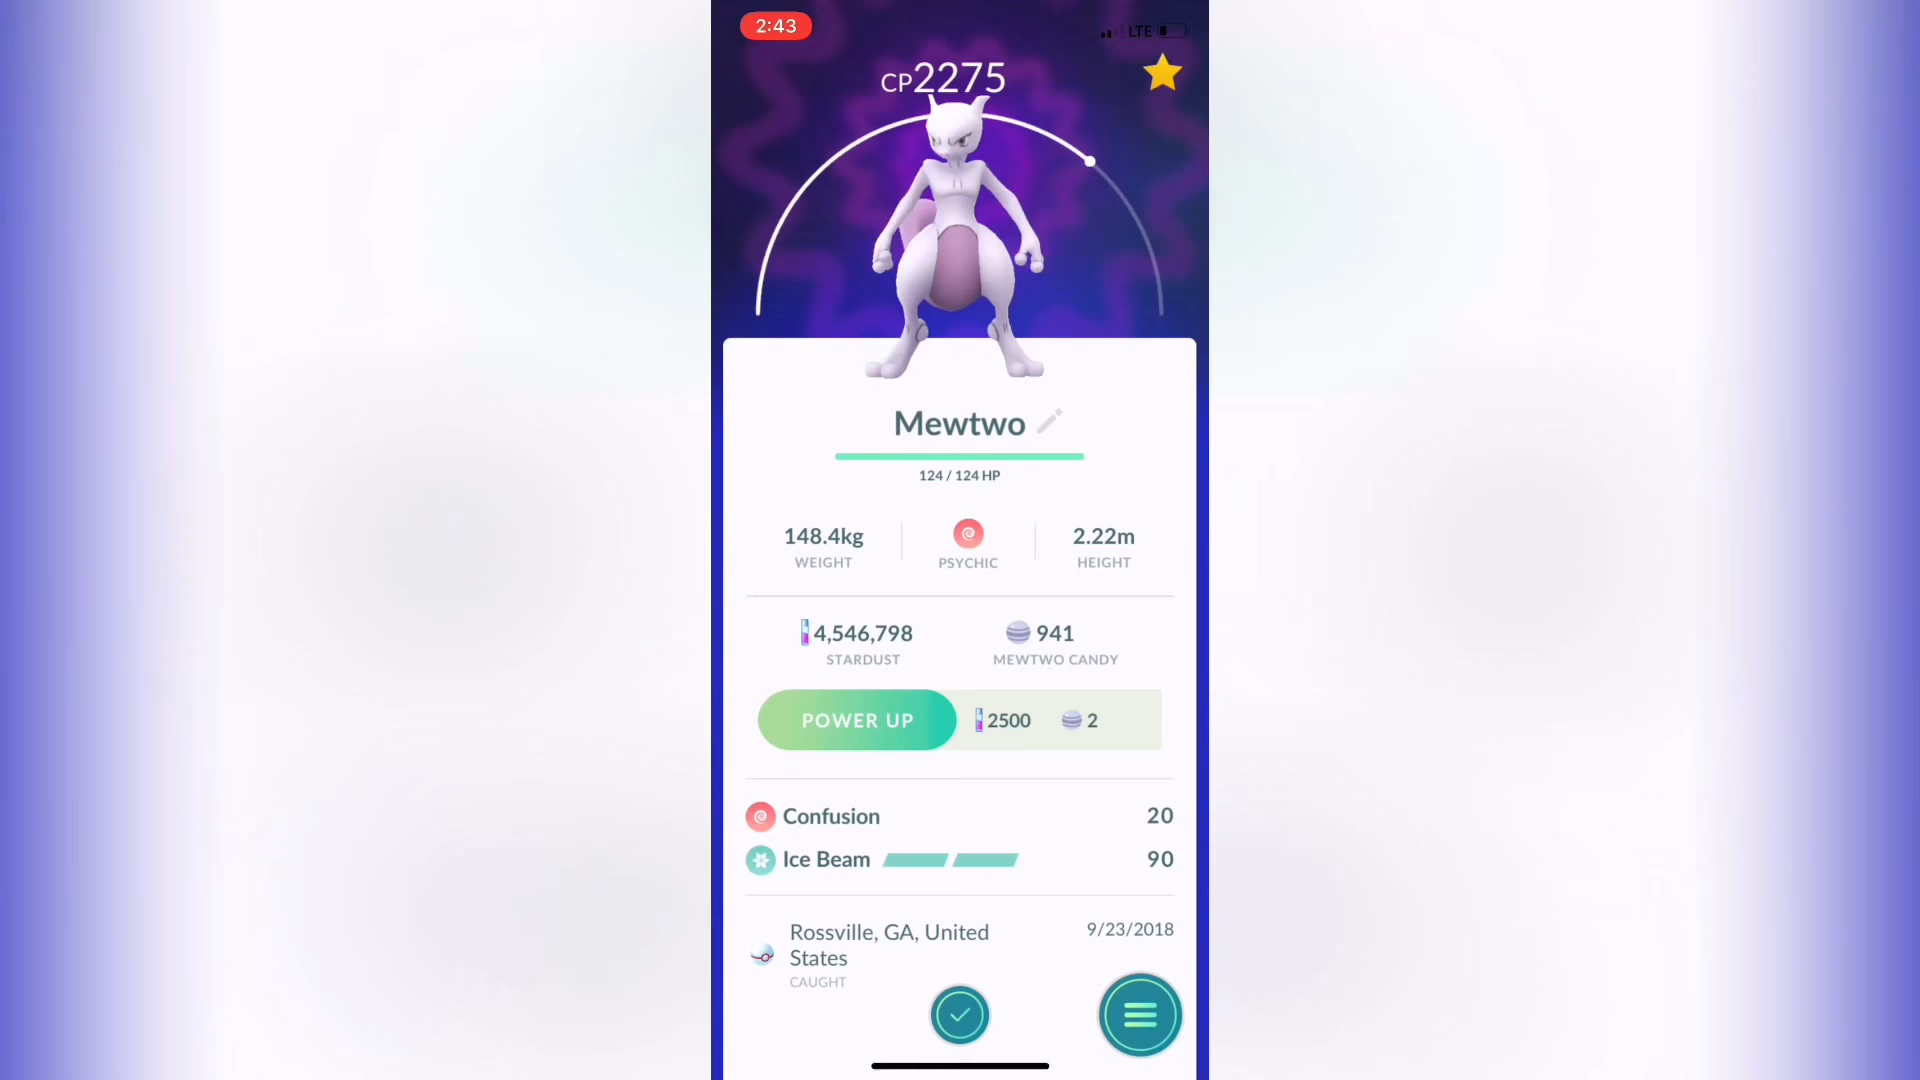 2:43
LTE
CP2275
Mewtwo
124 / 124 HP
148.4kg
WEIGHT
PSYCHIC
2.22m
HEIGHT
4,546,798
STARDUST
941
MEWTWO CANDY
POWER UP
2500
2
Confusion
20
Ice Beam
90
Rossville, GA, United
States
CAUGHT
9/23/2018